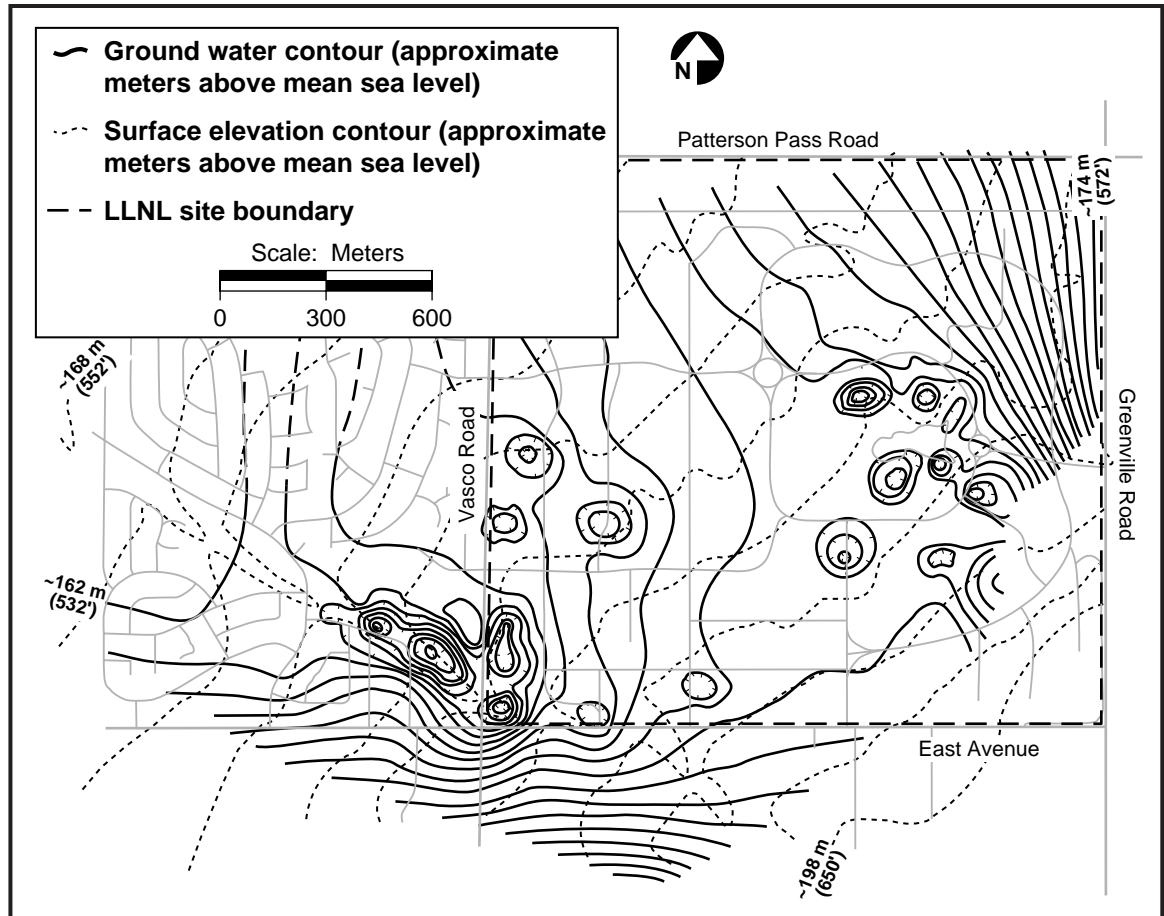 Ground water contour (approximate
meters above mean sea level)
Surface elevation contour (approximate
meters above mean sea level)
LLNL site boundary
Scale: Meters
0 300 600
N
Patterson Pass Road
~174 m
(572')
~168 m
(552')
Vasco Road
Greenville Road
~162 m
(532')
East Avenue
~198 m
(650')